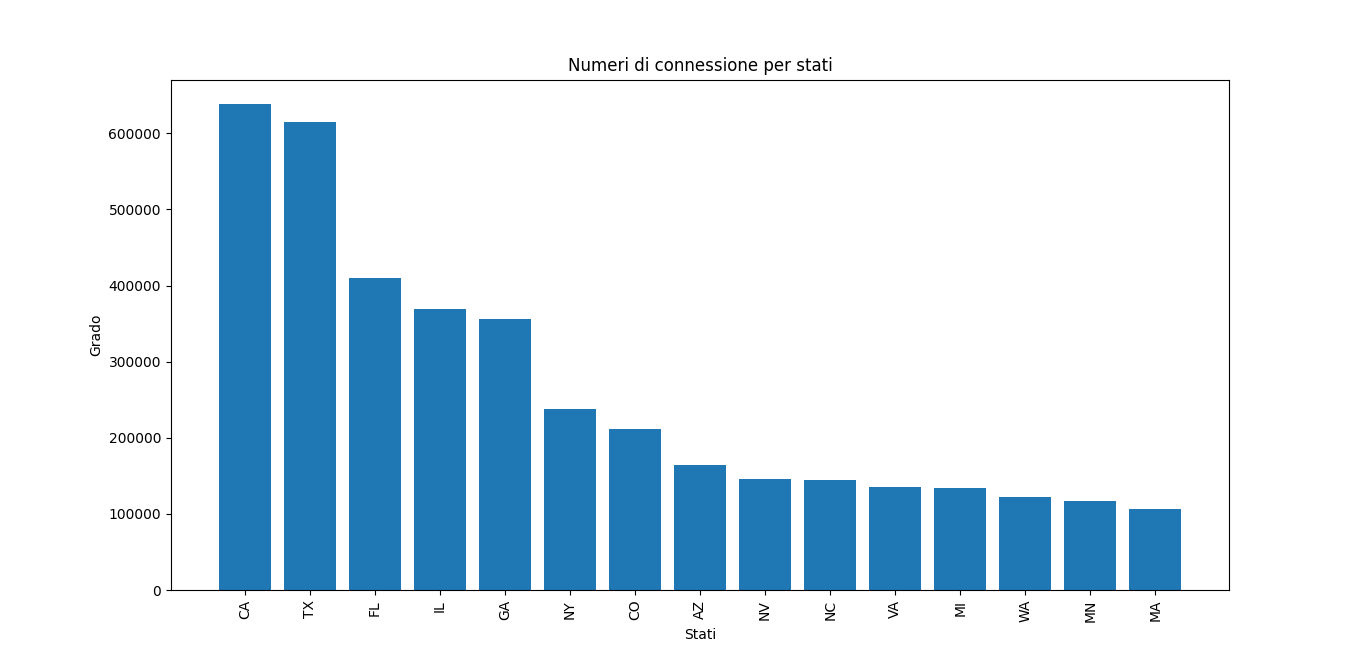 Numeri di connessione per stati
600000
500000
400000
300000
200000
100000
0
Grado
CA TX FL IL GA NY CO AZ NV NC VA MI WA MN MA
Stati